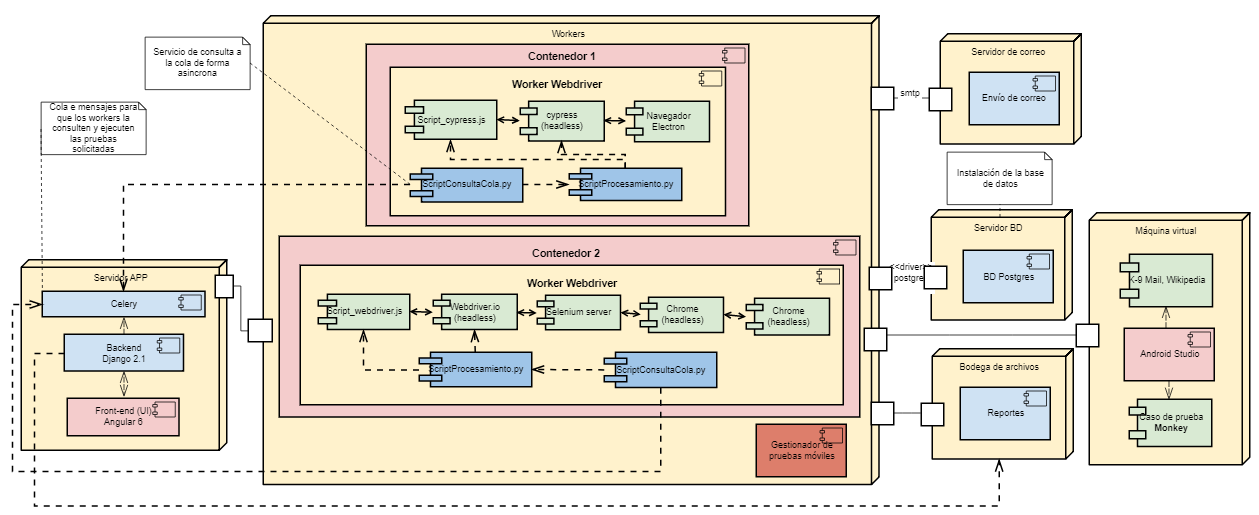 Workers
Contenedor 1
Worker Webdriver
Script_cypress.js
cypress
(headless)
Navegador
Electron
ScriptConsultaCola.py
ScriptProcesamiento.py
Servicio de consulta a
la cola de forma
asincrona
Cola e mensajes para
que los workers la
consulten y ejecuten
las pruebas
solicitadas
Contenedor 2
Worker Webdriver
Script_webdriver.js
Webdriver.io
(headless)
Selenium server
Chrome
(headless)
Chrome
(headless)
ScriptProcesamiento.py
ScriptConsultaCola.py
Gestionador de
pruebas móviles
Servidor APP
Celery
Backend
Django 2.1
Front-end (UI)
Angular 6
smtp
Servidor de correo
Envío de correo
Instalación de la base
de datos
<<driver>>
postgre
Servidor BD
BD Postgres
Bodega de archivos
Reportes
Máquina virtual
K-9 Mail, Wikipedia
Android Studio
Caso de prueba
Monkey